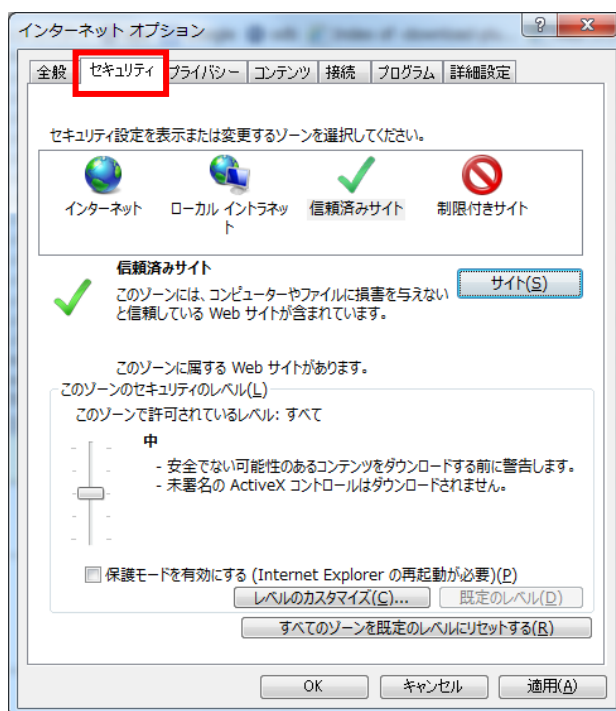 インターネット オプション
全般 セキュリティ プライバシー コンテンツ 接続 プログラム 詳細設定
セキュリティ設定を表示または変更するゾーンを選択してください。
インターネット ローカル イントラネッ 信頼済みサイト 制限付きサイト
ト
信頼済みサイト
サイト(S)
このゾーンには、コンピューターやファイルに損害を与えない
と信頼している Web サイトが含まれています。
このゾーンに属する Web サイトがあります。
このゾーンのセキュリティのレベル(L)
このゾーンで許可されているレベル: すべて
中
- 安全でない可能性のあるコンテンツをダウンロードする前に警告します。
- 未署名の ActiveX コントロールはダウンロードされません。
保護モードを有効にする (Internet Explorer の再起動が必要)(P)
レベルのカスタマイズ(C)... 既定のレベル(D)
すべてのゾーンを既定のレベルにリセットする(R)
OK キャンセル 適用(A)